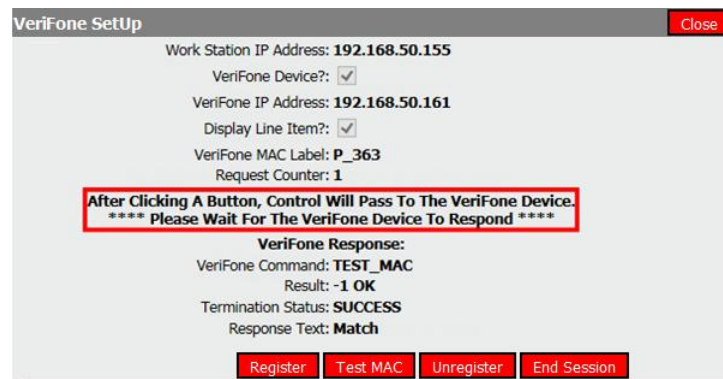 VeriFone SetUp Close
Work Station IP Address: 192.168.50.155
VeriFone Device?:
VeriFone IP Address: 192.168.50.161
Display Line Item?:
VeriFone MAC Label: P_363
Request Counter: 1
After Clicking A Button, Control Will Pass To The VeriFone Device.
**** Please Wait For The VeriFone Device To Respond ****
VeriFone Response:
VeriFone Command: TEST_MAC
Result: -1 OK
Termination Status: SUCCESS
Response Text: Match
Register Test MAC Unregister End Session